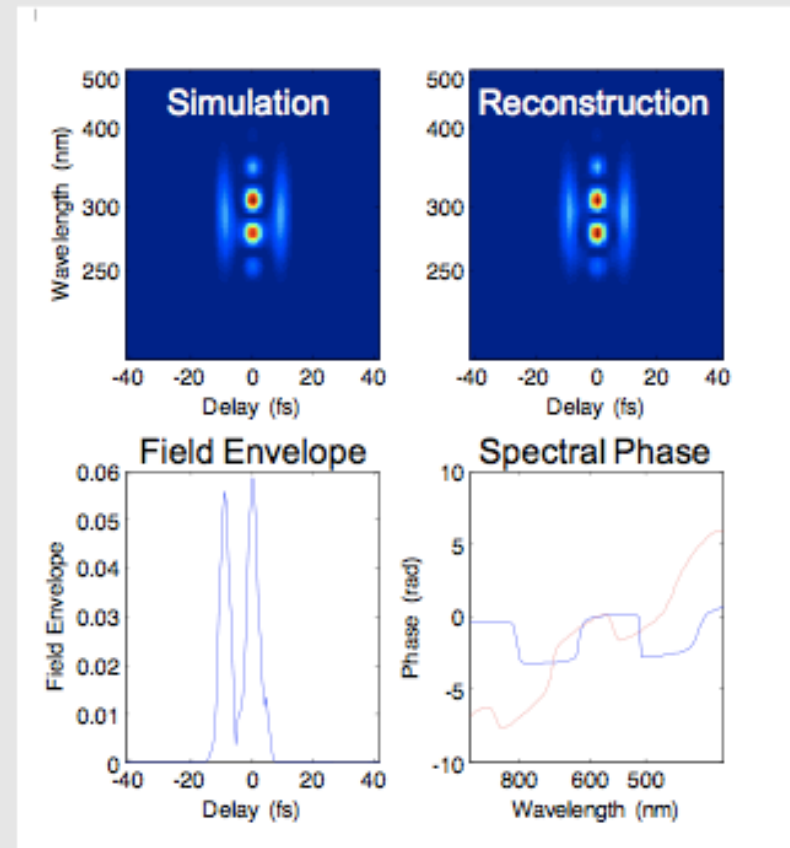 Simulation
500
400
300
250
Wavelength (nm)
-40 -20 0 20 40
Delay (fs)
Reconstruction
500
400
300
250
-40 -20 0 20 40
Delay (fs)
Field Envelope
0.06
0.05
0.04
0.03
0.02
0.01
0
Field Envelope
-40 -20 0 20 40
Delay (fs)
Spectral Phase
10
5
0
-5
-10
Phase (rad)
800 600 500
Wavelength (nm)